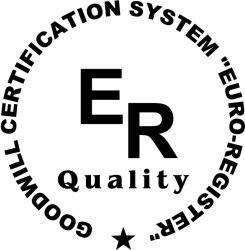 GOODWILL CERTIFICATION SYSTEM "EURO-REGISTER"
ER
Quality